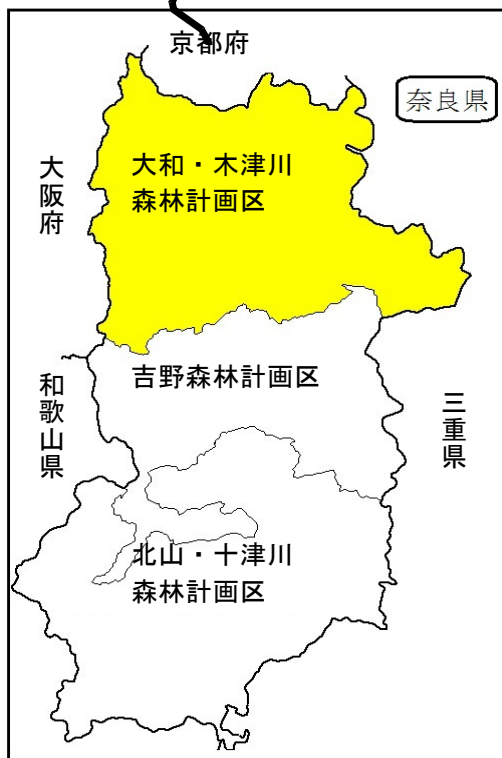 京都府
奈良県
大阪府
大和・木津川
森林計画区
吉野森林計画区
和歌山県
三重県
北山・十津川
森林計画区